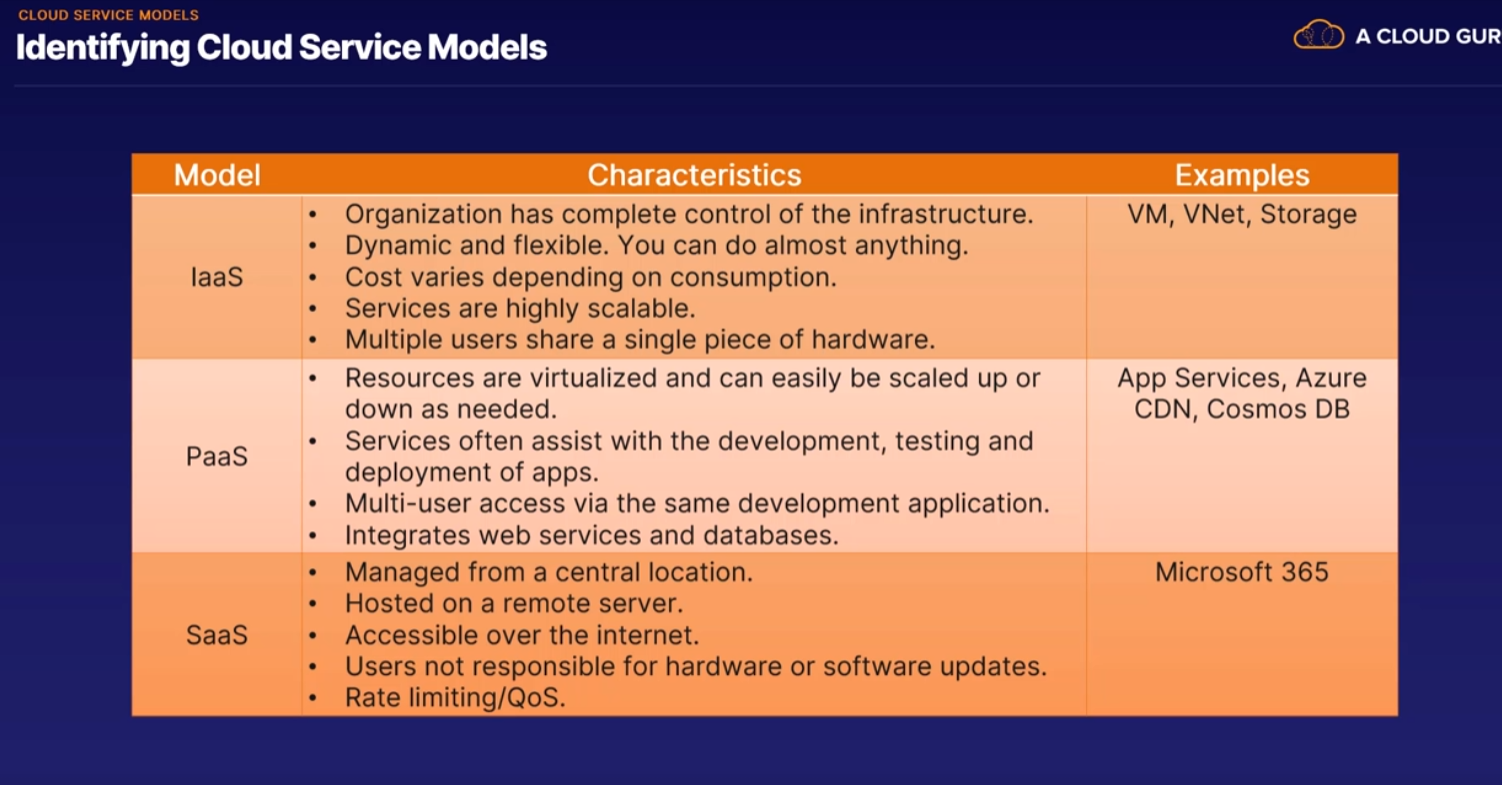 CLOUD SERVICE MODELS
Identifying Cloud Service Models
A CLOUD GUR
Model
Characteristics
Examples
IaaS
• Organization has complete control of the infrastructure.
• Dynamic and flexible. You can do almost anything.
• Cost varies depending on consumption.
• Services are highly scalable.
• Multiple users share a single piece of hardware.
VM, VNet, Storage
PaaS
• Resources are virtualized and can easily be scaled up or
down as needed.
• Services often assist with the development, testing and
deployment of apps.
• Multi-user access via the same development application.
• Integrates web services and databases.
App Services, Azure
CDN, Cosmos DB
SaaS
• Managed from a central location.
• Hosted on a remote server.
• Accessible over the internet.
• Users not responsible for hardware or software updates.
• Rate limiting/QoS.
Microsoft 365